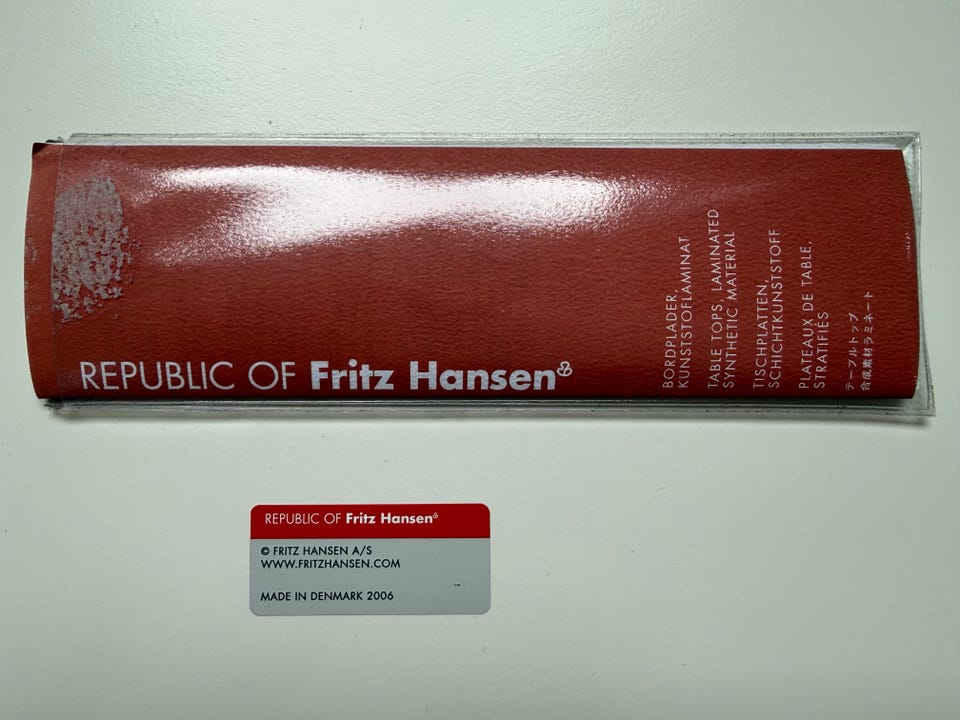 REPUBLIC OF Fritz Hansen
BORDPLADER,
KUNSTSTOFLAMINAT
TABLE TOPS, LAMINATED
SYNTHETIC MATERIAL
TISCHPLATTEN,
SCHICHTKUNSTSTOFF
PLATEAUX DE TABLE,
STRATIFIÉS
テーブルトップ、
合成素材ラミネート
REPUBLIC OF Fritz Hansen
© FRITZ HANSEN A/S
WWW.FRITZHANSEN.COM
MADE IN DENMARK 2006